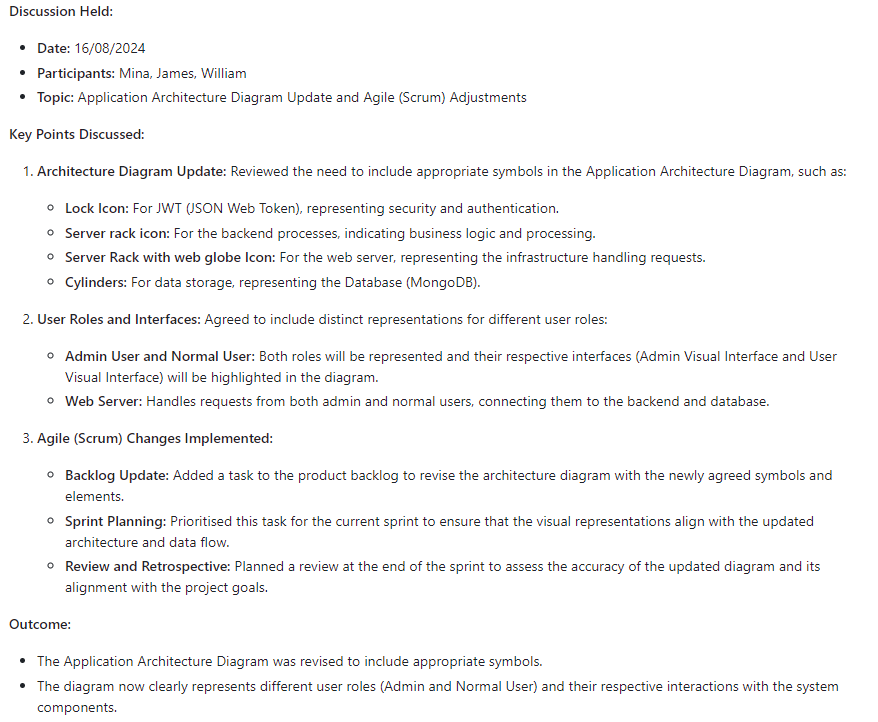 Discussion Held:
Date: 16/08/2024
Participants: Mina, James, William
Topic: Application Architecture Diagram Update and Agile (Scrum) Adjustments
Key Points Discussed:
1. Architecture Diagram Update: Reviewed the need to include appropriate symbols in the Application Architecture Diagram, such as:
Lock Icon: For JWT (JSON Web Token), representing security and authentication.
Server rack icon: For the backend processes, indicating business logic and processing.
Server Rack with web globe Icon: For the web server, representing the infrastructure handling requests.
Cylinders: For data storage, representing the Database (MongoDB).
2. User Roles and Interfaces: Agreed to include distinct representations for different user roles:
Admin User and Normal User: Both roles will be represented and their respective interfaces (Admin Visual Interface and User
Visual Interface) will be highlighted in the diagram.
Web Server: Handles requests from both admin and normal users, connecting them to the backend and database.
3. Agile (Scrum) Changes Implemented:
Backlog Update: Added a task to the product backlog to revise the architecture diagram with the newly agreed symbols and
elements.
Sprint Planning: Prioritised this task for the current sprint to ensure that the visual representations align with the updated
architecture and data flow.
Review and Retrospective: Planned a review at the end of the sprint to assess the accuracy of the updated diagram and its
alignment with the project goals.
Outcome:
The Application Architecture Diagram was revised to include appropriate symbols.
The diagram now clearly represents different user roles (Admin and Normal User) and their respective interactions with the system
components.